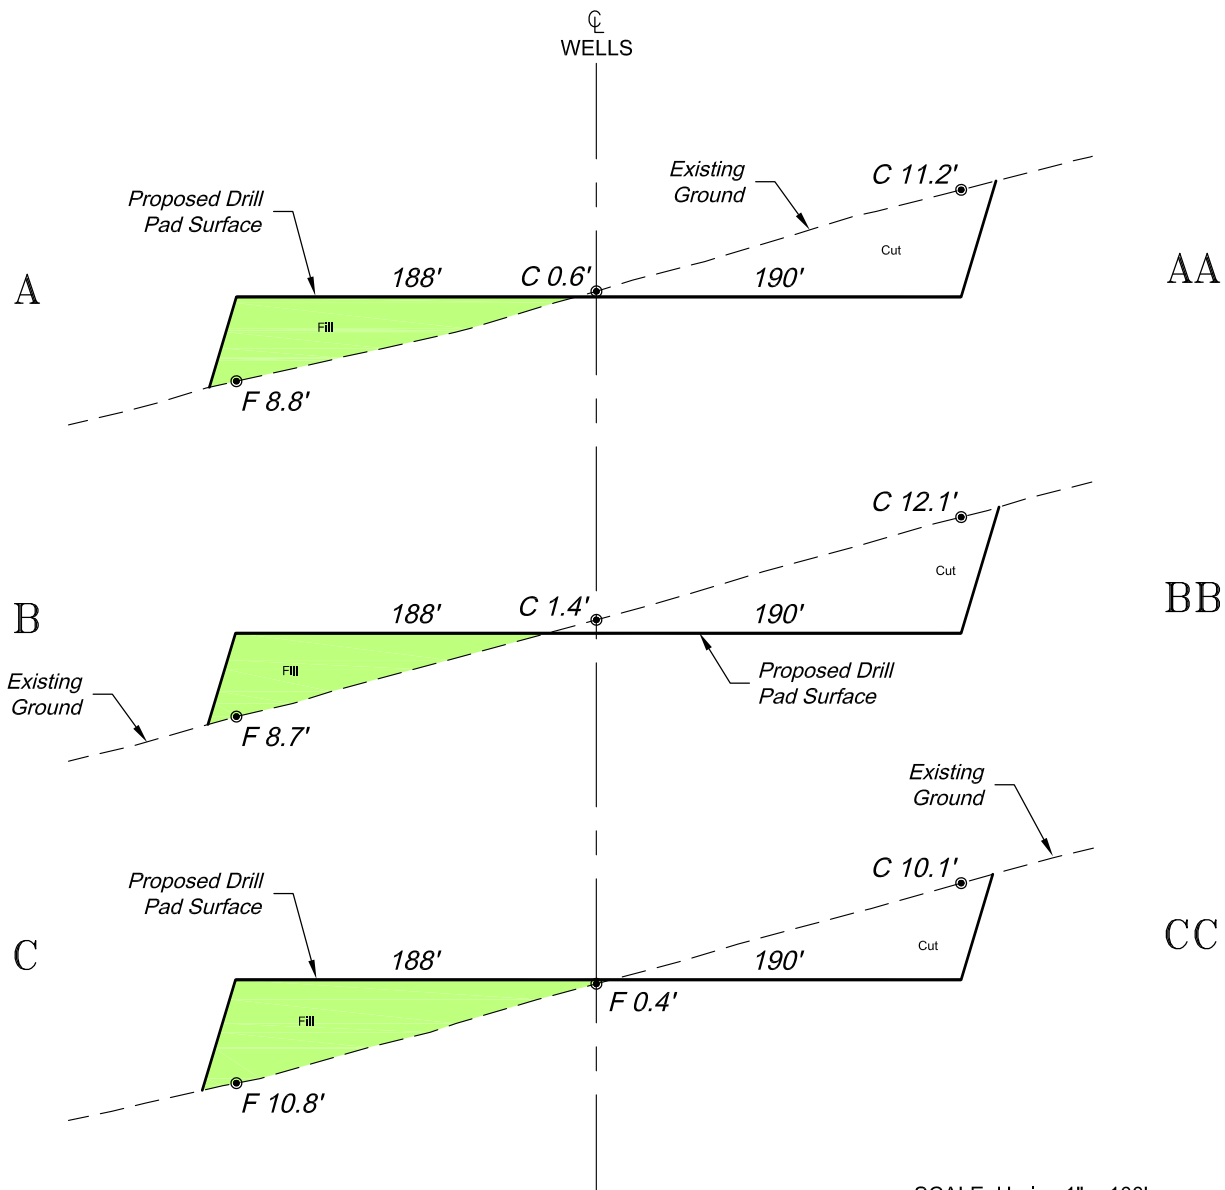 ℄
WELLS
Existing
Ground
C 11.2'
Proposed Drill
Pad Surface
Cut
A
188'
C 0.6'
190'
AA
Fill
F 8.8'
C 12.1'
Cut
B
188'
C 1.4'
190'
BB
Fill
Existing
Ground
Proposed Drill
Pad Surface
F 8.7'
Existing
Ground
C 10.1'
Proposed Drill
Pad Surface
C
188'
190'
Cut
CC
F 0.4'
Fill
F 10.8'